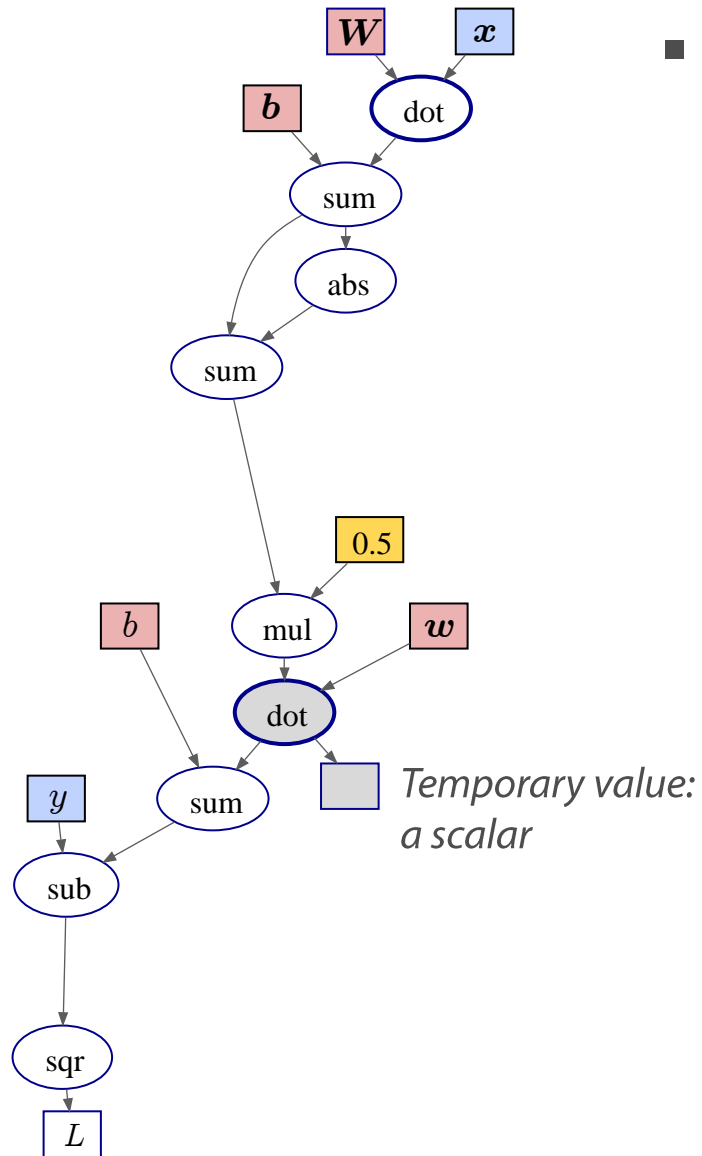 W x
b dot
sum
abs
sum
0.5
b mul w
dot
Temporary value:
a scalar
y sum
sub
sqr
L